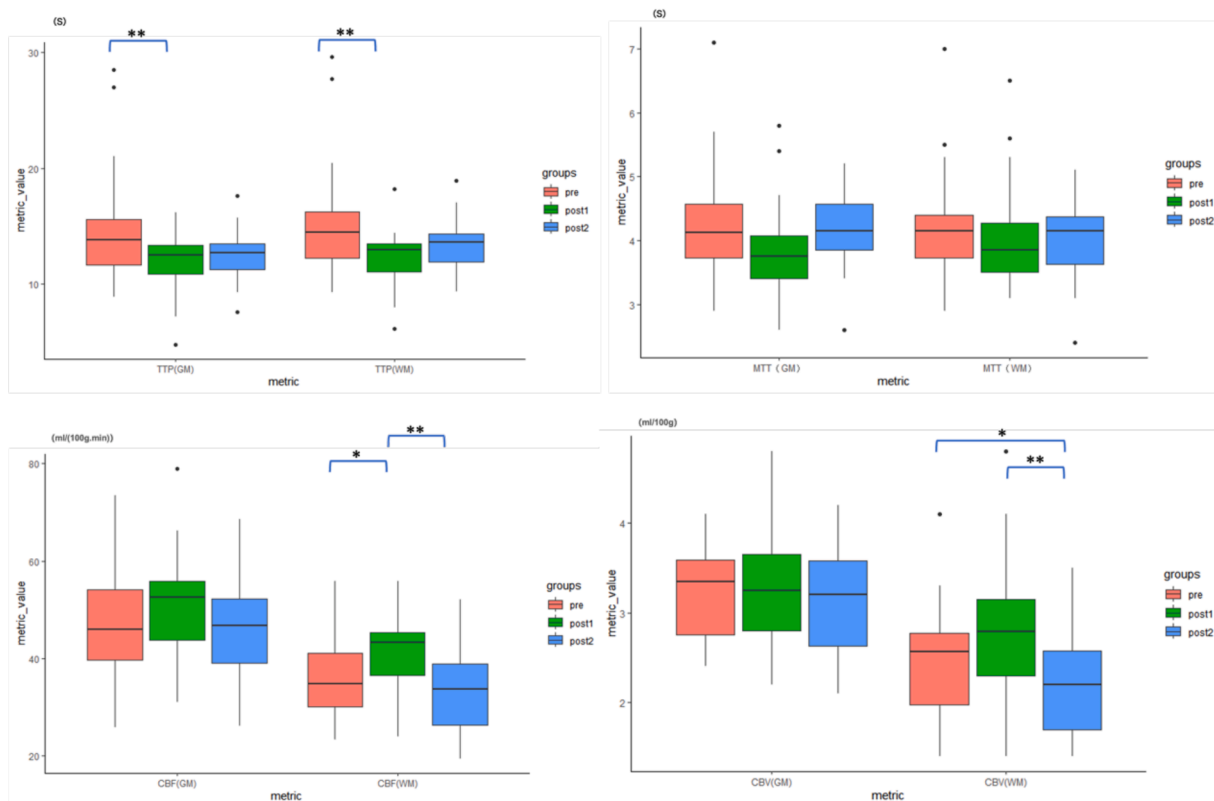 (S)
** **
30
20
10
metric_value
TTP(GM) TTP(WM)
metric
groups
pre
post1
post2
(S)
7
6
5
4
3
metric_value
MTT（GM） MTT（WM）
metric
groups
pre
post1
post2
(ml/(100g.min))
**
*
80
60
40
20
metric_value
CBF(GM) CBF(WM)
metric
groups
pre
post1
post2
(ml/100g)
*
**
4
3
2
metric_value
CBV(GM) CBV(WM)
metric
groups
pre
post1
post2